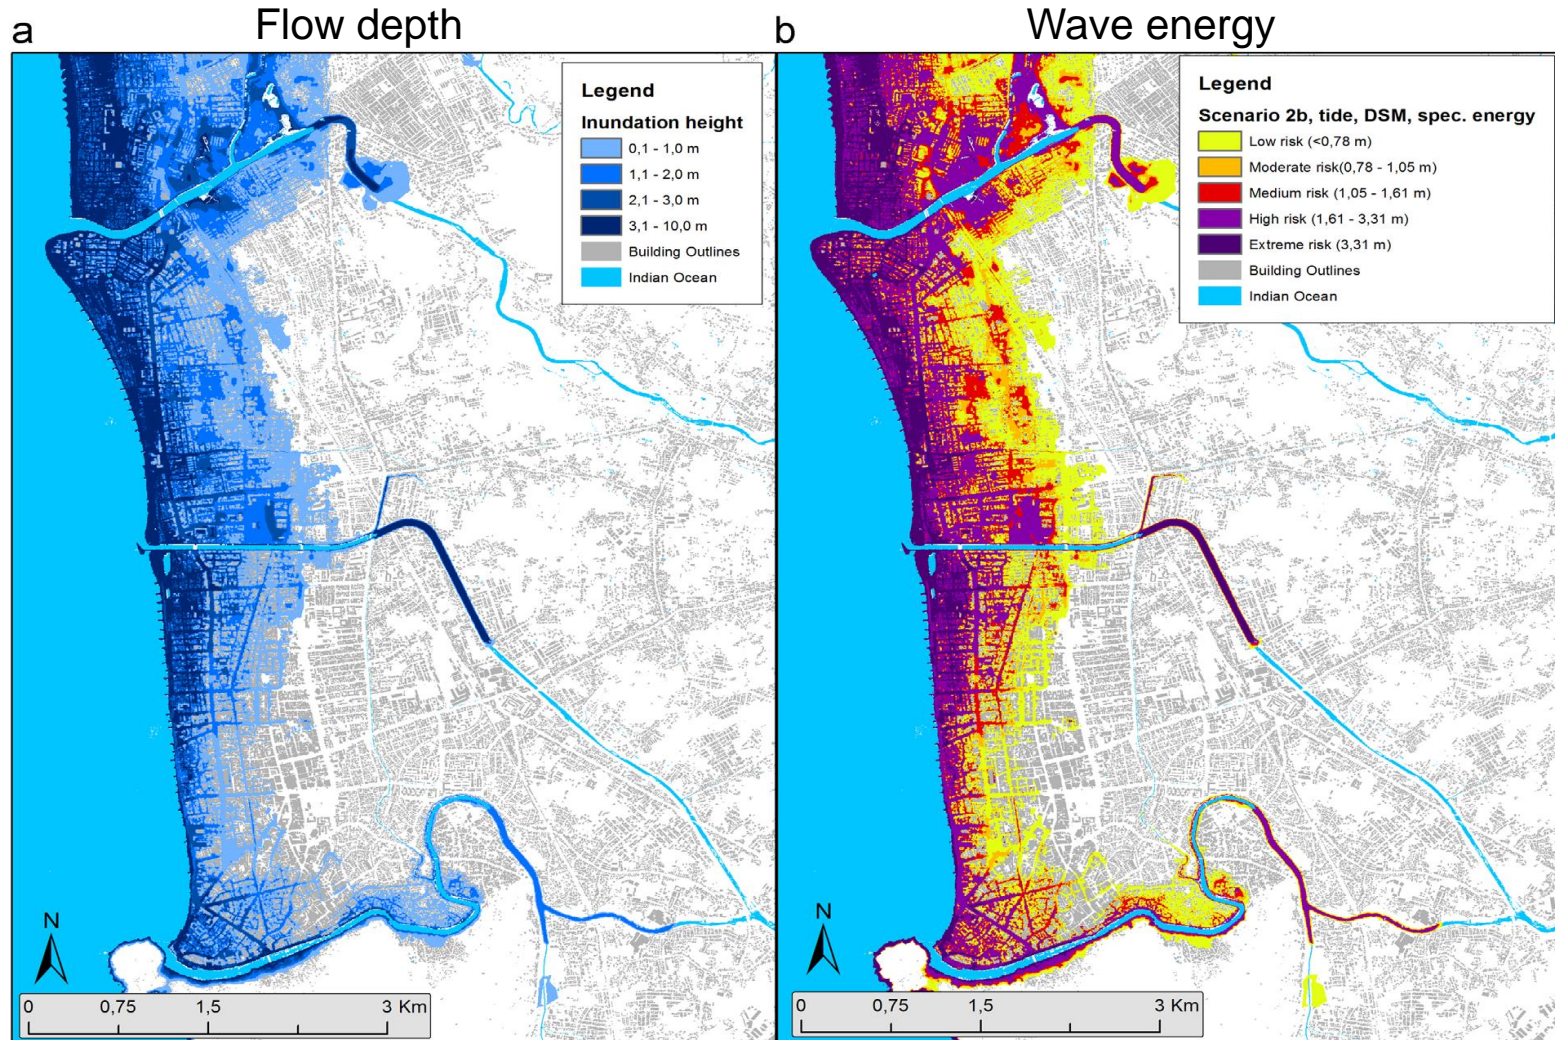 a
Flow depth
Legend
Inundation height
0,1 - 1,0 m
1,1 - 2,0 m
2,1 - 3,0 m
3,1 - 10,0 m
Building Outlines
Indian Ocean
N
0 0,75 1,5 3 Km
b
Wave energy
Legend
Scenario 2b, tide, DSM, spec. energy
Low risk (<0,78 m)
Moderate risk(0,78 - 1,05 m)
Medium risk (1,05 - 1,61 m)
High risk (1,61 - 3,31 m)
Extreme risk (3,31 m)
Building Outlines
Indian Ocean
N
0 0,75 1,5 3 Km